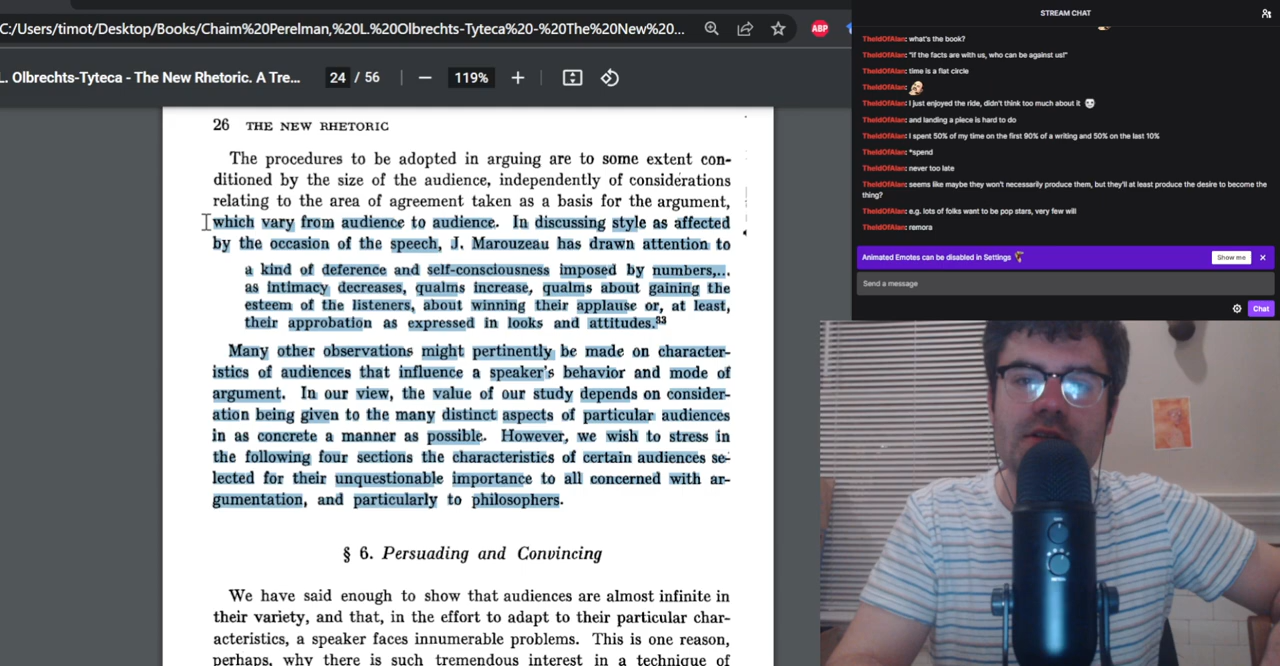 C:/Users/timot/Desktop/Books/Chaim%20Perelman,%20L.%20Olbrechts-Tyteca%20-%20The%20New%20...
ABP
L. Olbrechts-Tyteca - The New Rhetoric. A Tre...
24 / 56
119%
26 THE NEW RHETORIC
The procedures to be adopted in arguing are to some extent con-
ditioned by the size of the audience, independently of considerations
relating to the area of agreement taken as a basis for the argument,
which vary from audience to audience. In discussing style as affected
by the occasion of the speech, J. Marouzeau has drawn attention to
a kind of deference and self-consciousness imposed by numbers,...
as intimacy decreases, qualms increase, qualms about gaining the
esteem of the listeners, about winning their applause or, at least,
their approbation as expressed in looks and attitudes.³³
Many other observations might pertinently be made on character-
istics of audiences that influence a speaker's behavior and mode of
argument. In our view, the value of our study depends on consider-
ation being given to the many distinct aspects of particular audiences
in as concrete a manner as possible. However, we wish to stress in
the following four sections the characteristics of certain audiences se-
lected for their unquestionable importance to all concerned with ar-
gumentation, and particularly to philosophers.
§ 6. Persuading and Convincing
We have said enough to show that audiences are almost infinite in
their variety, and that, in the effort to adapt to their particular char-
acteristics, a speaker faces innumerable problems. This is one reason,
perhaps, why there is such tremendous interest in a technique of
STREAM CHAT
TheIdOfAlan: what's the book?
TheIdOfAlan: "if the facts are with us, who can be against us!"
TheIdOfAlan: time is a flat circle
TheIdOfAlan:
TheIdOfAlan: I just enjoyed the ride, didn't think too much about it
TheIdOfAlan: and landing a piece is hard to do
TheIdOfAlan: I spent 50% of my time on the first 90% of a writing and 50% on the last 10%
TheIdOfAlan: *spend
TheIdOfAlan: never too late
TheIdOfAlan: seems like maybe they won't necessarily produce them, but they'll at least produce the desire to become the
thing?
TheIdOfAlan: e.g. lots of folks want to be pop stars, very few will
TheIdOfAlan: remora
Animated Emotes can be disabled in Settings
Show me
Send a message
Chat